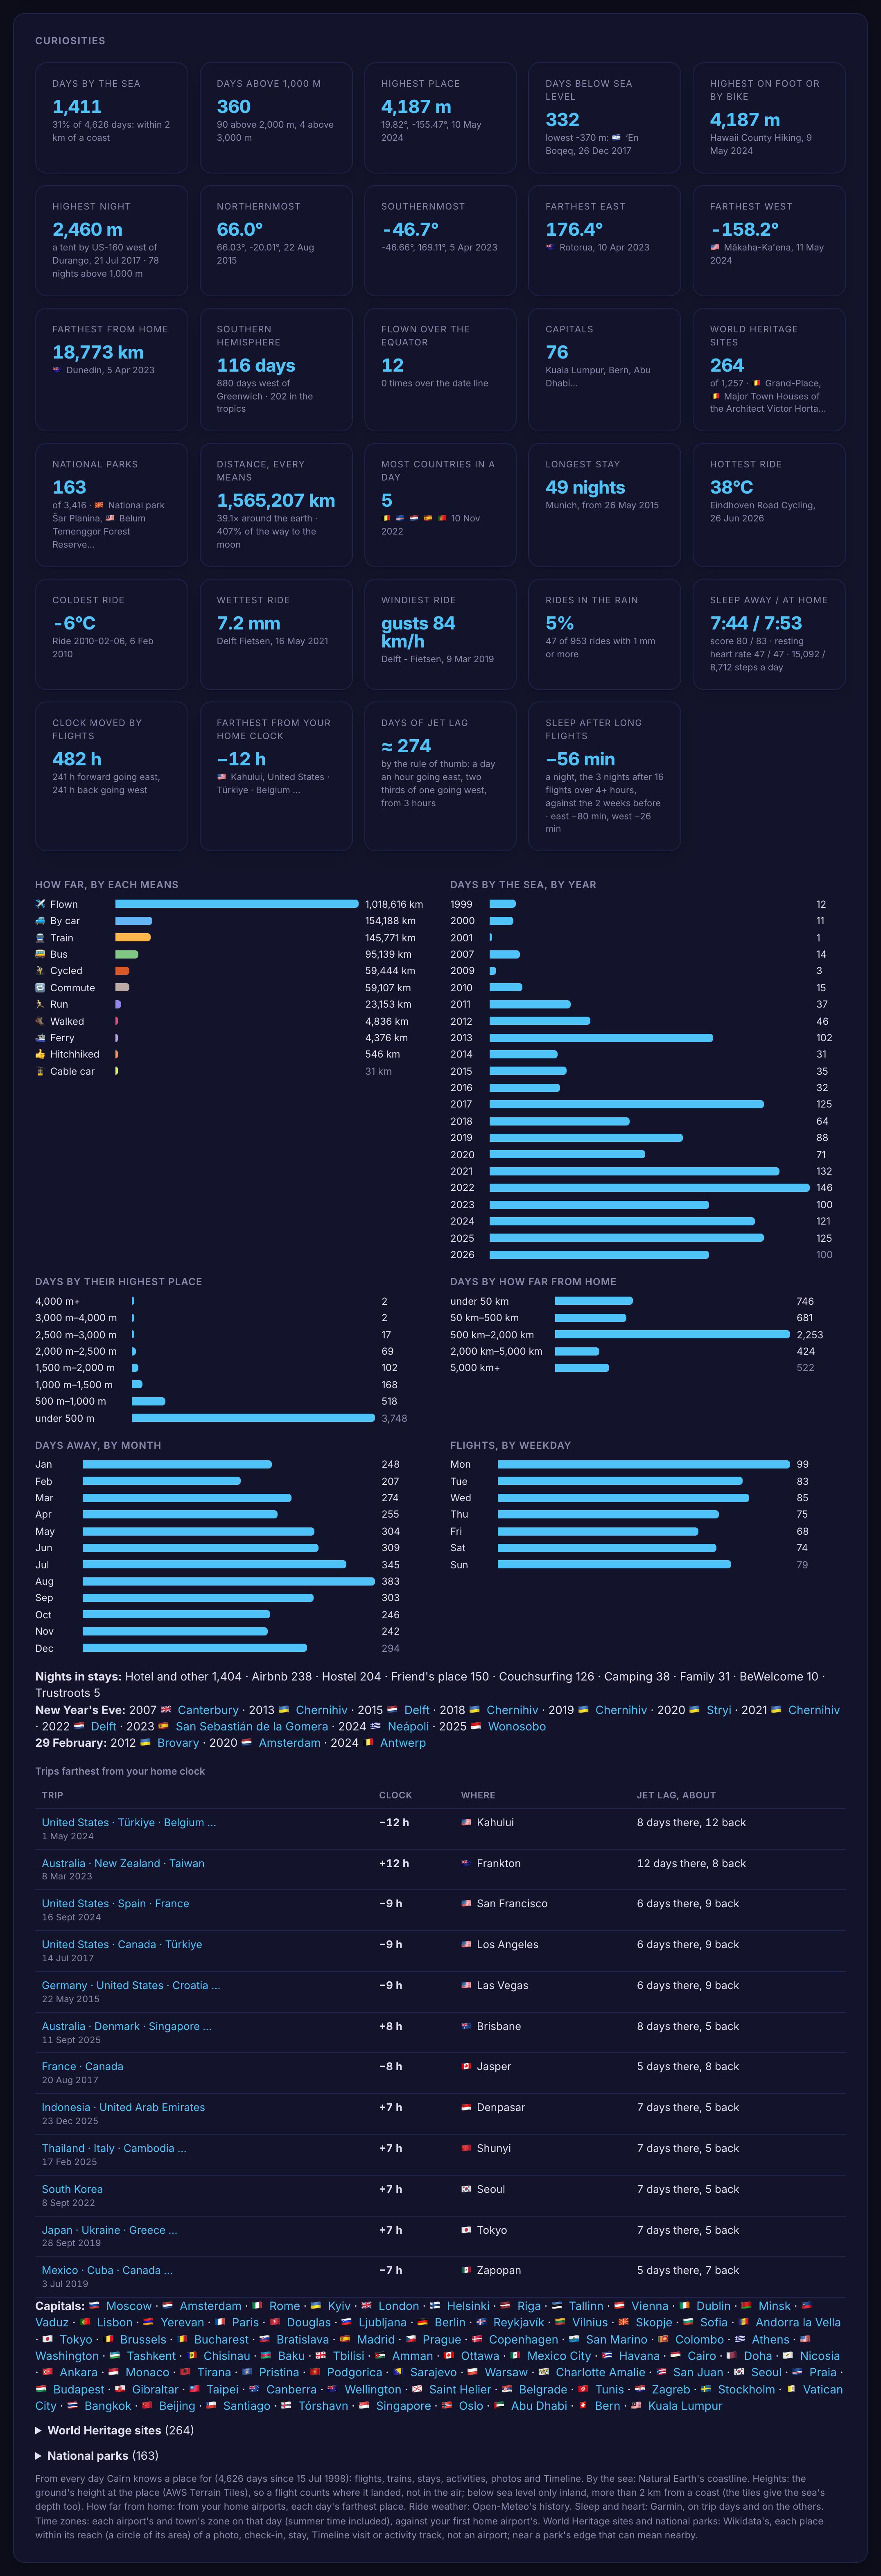 CURIOSITIES
DAYS BY THE SEA
1,411
31% of 4,626 days: within 2
km of a coast
DAYS ABOVE 1,000 M
360
90 above 2,000 m, 4 above
3,000 m
HIGHEST PLACE
4,187 m
19.82°, -155.47°, 10 May
2024
DAYS BELOW SEA
LEVEL
332
lowest -370 m: 'En
Boqeq, 26 Dec 2017
HIGHEST ON FOOT OR
BY BIKE
4,187 m
Hawaii County Hiking, 9
May 2024
HIGHEST NIGHT
2,460 m
a tent by US-160 west of
Durango, 21 Jul 2017 · 78
nights above 1,000 m
NORTHERNMOST
66.0°
66.03°, -20.01°, 22 Aug
2015
SOUTHERNMOST
-46.7°
-46.66°, 169.11°, 5 Apr 2023
FARTHEST EAST
176.4°
Rotorua, 10 Apr 2023
FARTHEST WEST
-158.2°
Mākaha-Ka'ena, 11 May
2024
FARTHEST FROM HOME
18,773 km
Dunedin, 5 Apr 2023
SOUTHERN
HEMISPHERE
116 days
880 days west of
Greenwich · 202 in the
tropics
FLOWN OVER THE
EQUATOR
12
0 times over the date line
CAPITALS
76
Kuala Lumpur, Bern, Abu
Dhabi…
WORLD HERITAGE
SITES
264
of 1,257 · Grand-Place,
Major Town Houses of
the Architect Victor Horta…
NATIONAL PARKS
163
of 3,416 · National park
Šar Planina, Belum
Temenggor Forest
Reserve…
DISTANCE, EVERY
MEANS
1,565,207 km
39.1× around the earth ·
407% of the way to the
moon
MOST COUNTRIES IN A
DAY
5
10 Nov
2022
LONGEST STAY
49 nights
Munich, from 26 May 2015
HOTTEST RIDE
38°C
Eindhoven Road Cycling,
26 Jun 2026
COLDEST RIDE
-6°C
Ride 2010-02-06, 6 Feb
2010
WETTEST RIDE
7.2 mm
Delft Fietsen, 16 May 2021
WINDIEST RIDE
gusts 84
km/h
Delft - Fietsen, 9 Mar 2019
RIDES IN THE RAIN
5%
47 of 953 rides with 1 mm
or more
SLEEP AWAY / AT HOME
7:44 / 7:53
score 80 / 83 · resting
heart rate 47 / 47 · 15,092 /
8,712 steps a day
CLOCK MOVED BY
FLIGHTS
482 h
241 h forward going east,
241 h back going west
FARTHEST FROM YOUR
HOME CLOCK
−12 h
Kahului, United States ·
Türkiye · Belgium …
DAYS OF JET LAG
≈ 274
by the rule of thumb: a day
an hour going east, two
thirds of one going west,
from 3 hours
SLEEP AFTER LONG
FLIGHTS
−56 min
a night, the 3 nights after 16
flights over 4+ hours,
against the 2 weeks before
· east −80 min, west −26
min
HOW FAR, BY EACH MEANS
Flown 1,018,616 km
By car 154,188 km
Train 145,771 km
Bus 95,139 km
Cycled 59,444 km
Commute 59,107 km
Run 23,153 km
Walked 4,836 km
Ferry 4,376 km
Hitchhiked 546 km
Cable car 31 km
DAYS BY THE SEA, BY YEAR
1999 12
2000 11
2001 1
2007 14
2009 3
2010 15
2011 37
2012 46
2013 102
2014 31
2015 35
2016 32
2017 125
2018 64
2019 88
2020 71
2021 132
2022 146
2023 100
2024 121
2025 125
2026 100
DAYS BY THEIR HIGHEST PLACE
4,000 m+ 2
3,000 m–4,000 m 2
2,500 m–3,000 m 17
2,000 m–2,500 m 69
1,500 m–2,000 m 102
1,000 m–1,500 m 168
500 m–1,000 m 518
under 500 m 3,748
DAYS BY HOW FAR FROM HOME
under 50 km 746
50 km–500 km 681
500 km–2,000 km 2,253
2,000 km–5,000 km 424
5,000 km+ 522
DAYS AWAY, BY MONTH
Jan 248
Feb 207
Mar 274
Apr 255
May 304
Jun 309
Jul 345
Aug 383
Sep 303
Oct 246
Nov 242
Dec 294
FLIGHTS, BY WEEKDAY
Mon 99
Tue 83
Wed 85
Thu 75
Fri 68
Sat 74
Sun 79
Nights in stays: Hotel and other 1,404 · Airbnb 238 · Hostel 204 · Friend's place 150 · Couchsurfing 126 · Camping 38 · Family 31 · BeWelcome 10 ·
Trustroots 5
New Year's Eve: 2007 Canterbury · 2013 Chernihiv · 2015 Delft · 2018 Chernihiv · 2019 Chernihiv · 2020 Stryi · 2021 Chernihiv
· 2022 Delft · 2023 San Sebastián de la Gomera · 2024 Neápoli · 2025 Wonosobo
29 February: 2012 Brovary · 2020 Amsterdam · 2024 Antwerp
Trips farthest from your home clock
TRIP CLOCK WHERE JET LAG, ABOUT
United States · Türkiye · Belgium … −12 h Kahului 8 days there, 12 back
1 May 2024
Australia · New Zealand · Taiwan +12 h Frankton 12 days there, 8 back
8 Mar 2023
United States · Spain · France −9 h San Francisco 6 days there, 9 back
16 Sept 2024
United States · Canada · Türkiye −9 h Los Angeles 6 days there, 9 back
14 Jul 2017
Germany · United States · Croatia … −9 h Las Vegas 6 days there, 9 back
22 May 2015
Australia · Denmark · Singapore … +8 h Brisbane 8 days there, 5 back
11 Sept 2025
France · Canada −8 h Jasper 5 days there, 8 back
20 Aug 2017
Indonesia · United Arab Emirates +7 h Denpasar 7 days there, 5 back
23 Dec 2025
Thailand · Italy · Cambodia … +7 h Shunyi 7 days there, 5 back
17 Feb 2025
South Korea +7 h Seoul 7 days there, 5 back
8 Sept 2022
Japan · Ukraine · Greece … +7 h Tokyo 7 days there, 5 back
28 Sept 2019
Mexico · Cuba · Canada … −7 h Zapopan 5 days there, 7 back
3 Jul 2019
Capitals: Moscow · Amsterdam · Rome · Kyiv · London · Helsinki · Riga · Tallinn · Vienna · Dublin · Minsk ·
Vaduz · Lisbon · Yerevan · Paris · Douglas · Ljubljana · Berlin · Reykjavík · Vilnius · Skopje · Sofia · Andorra la Vella
· Tokyo · Brussels · Bucharest · Bratislava · Madrid · Prague · Copenhagen · San Marino · Colombo · Athens ·
Washington · Tashkent · Chisinau · Baku · Tbilisi · Amman · Ottawa · Mexico City · Havana · Cairo · Doha · Nicosia
· Ankara · Monaco · Tirana · Pristina · Podgorica · Sarajevo · Warsaw · Charlotte Amalie · San Juan · Seoul · Praia ·
Budapest · Gibraltar · Taipei · Canberra · Wellington · Saint Helier · Belgrade · Tunis · Zagreb · Stockholm · Vatican
City · Bangkok · Beijing · Santiago · Tórshavn · Singapore · Oslo · Abu Dhabi · Bern · Kuala Lumpur
World Heritage sites (264)
National parks (163)
From every day Cairn knows a place for (4,626 days since 15 Jul 1998): flights, trains, stays, activities, photos and Timeline. By the sea: Natural Earth's coastline. Heights: the
ground's height at the place (AWS Terrain Tiles), so a flight counts where it landed, not in the air; below sea level only inland, more than 2 km from a coast (the tiles give the sea's
depth too). How far from home: from your home airports, each day's farthest place. Ride weather: Open-Meteo's history. Sleep and heart: Garmin, on trip days and on the others.
Time zones: each airport's and town's zone on that day (summer time included), against your first home airport's. World Heritage sites and national parks: Wikidata's, each place
within its reach (a circle of its area) of a photo, check-in, stay, Timeline visit or activity track, not an airport; near a park's edge that can mean nearby.